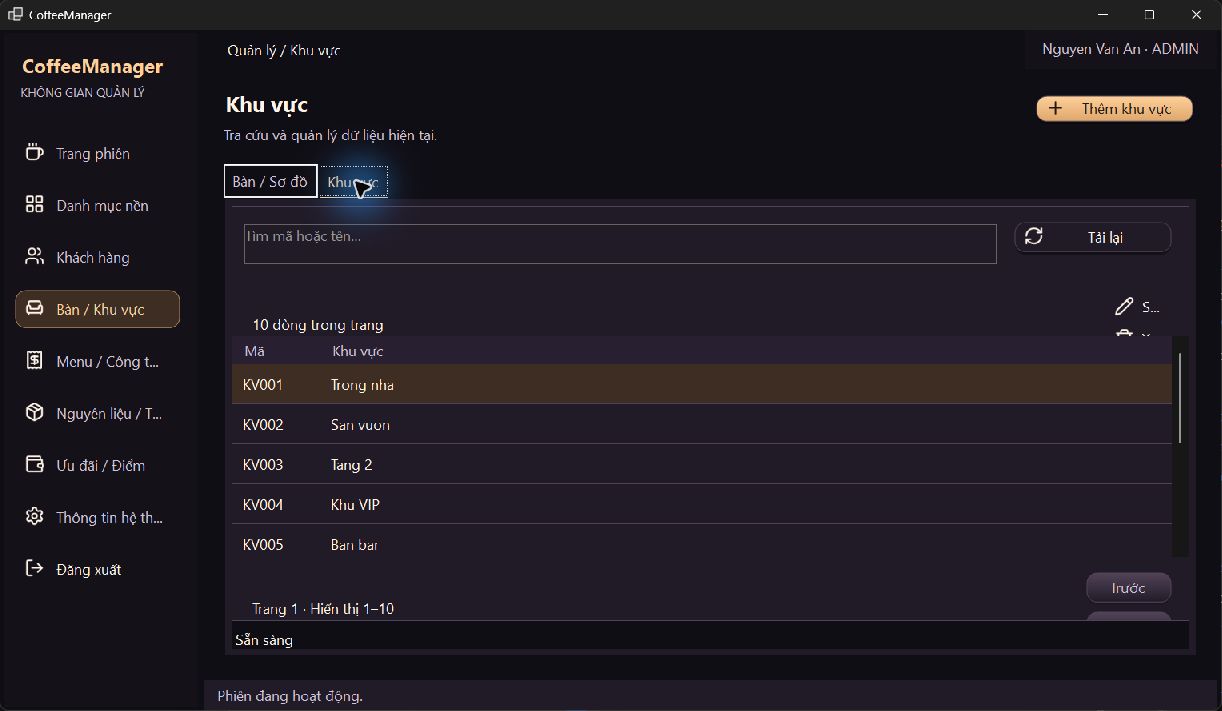 CoffeeManager
CoffeeManager
KHÔNG GIAN QUẢN LÝ
Trang phiên
Danh mục nền
Khách hàng
Bàn / Khu vực
Menu / Công t...
Nguyên liệu / T...
Ưu đãi / Điểm
Thông tin hệ th...
Đăng xuất
Quản lý / Khu vực
Nguyen Van An · ADMIN
Khu vực
Thêm khu vực
Tra cứu và quản lý dữ liệu hiện tại.
Bàn / Sơ đồ
Khu vực
Tìm mã hoặc tên...
Tải lại
S...
10 dòng trong trang
Mã Khu vực
KV001 Trong nha
KV002 San vuon
KV003 Tang 2
KV004 Khu VIP
KV005 Ban bar
Trước
Trang 1 · Hiển thị 1–10
Sẵn sàng
Phiên đang hoạt động.